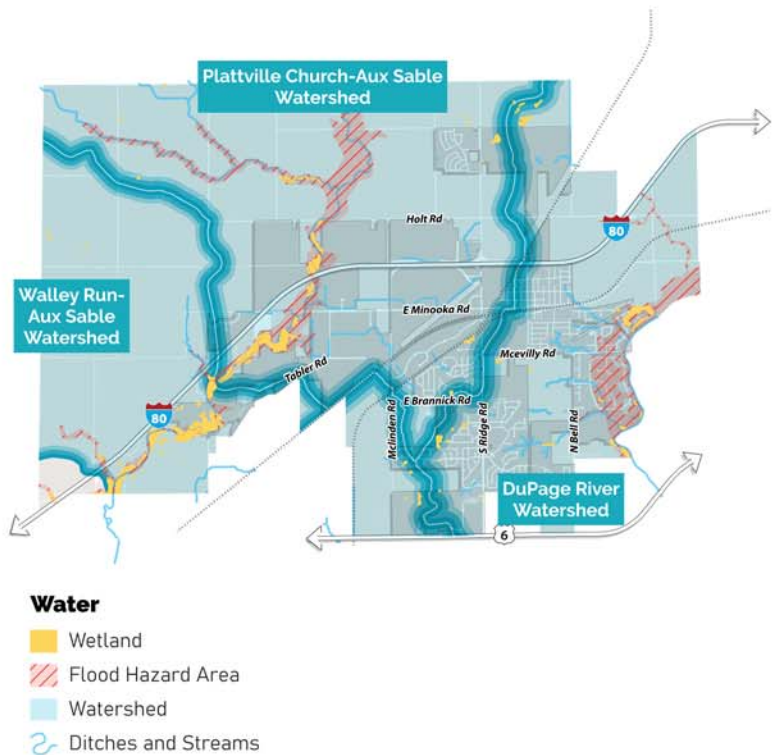 Plattville Church-Aux Sable
Watershed
Holt Rd
80
Walley Run-
Aux Sable
Watershed
E Minooka Rd
Mcevilly Rd
Tabler Rd
E Brannick Rd
80
Mclinden Rd
S Ridge Rd
N Bell Rd
DuPage River
Watershed
6
Water
Wetland
Flood Hazard Area
Watershed
Ditches and Streams